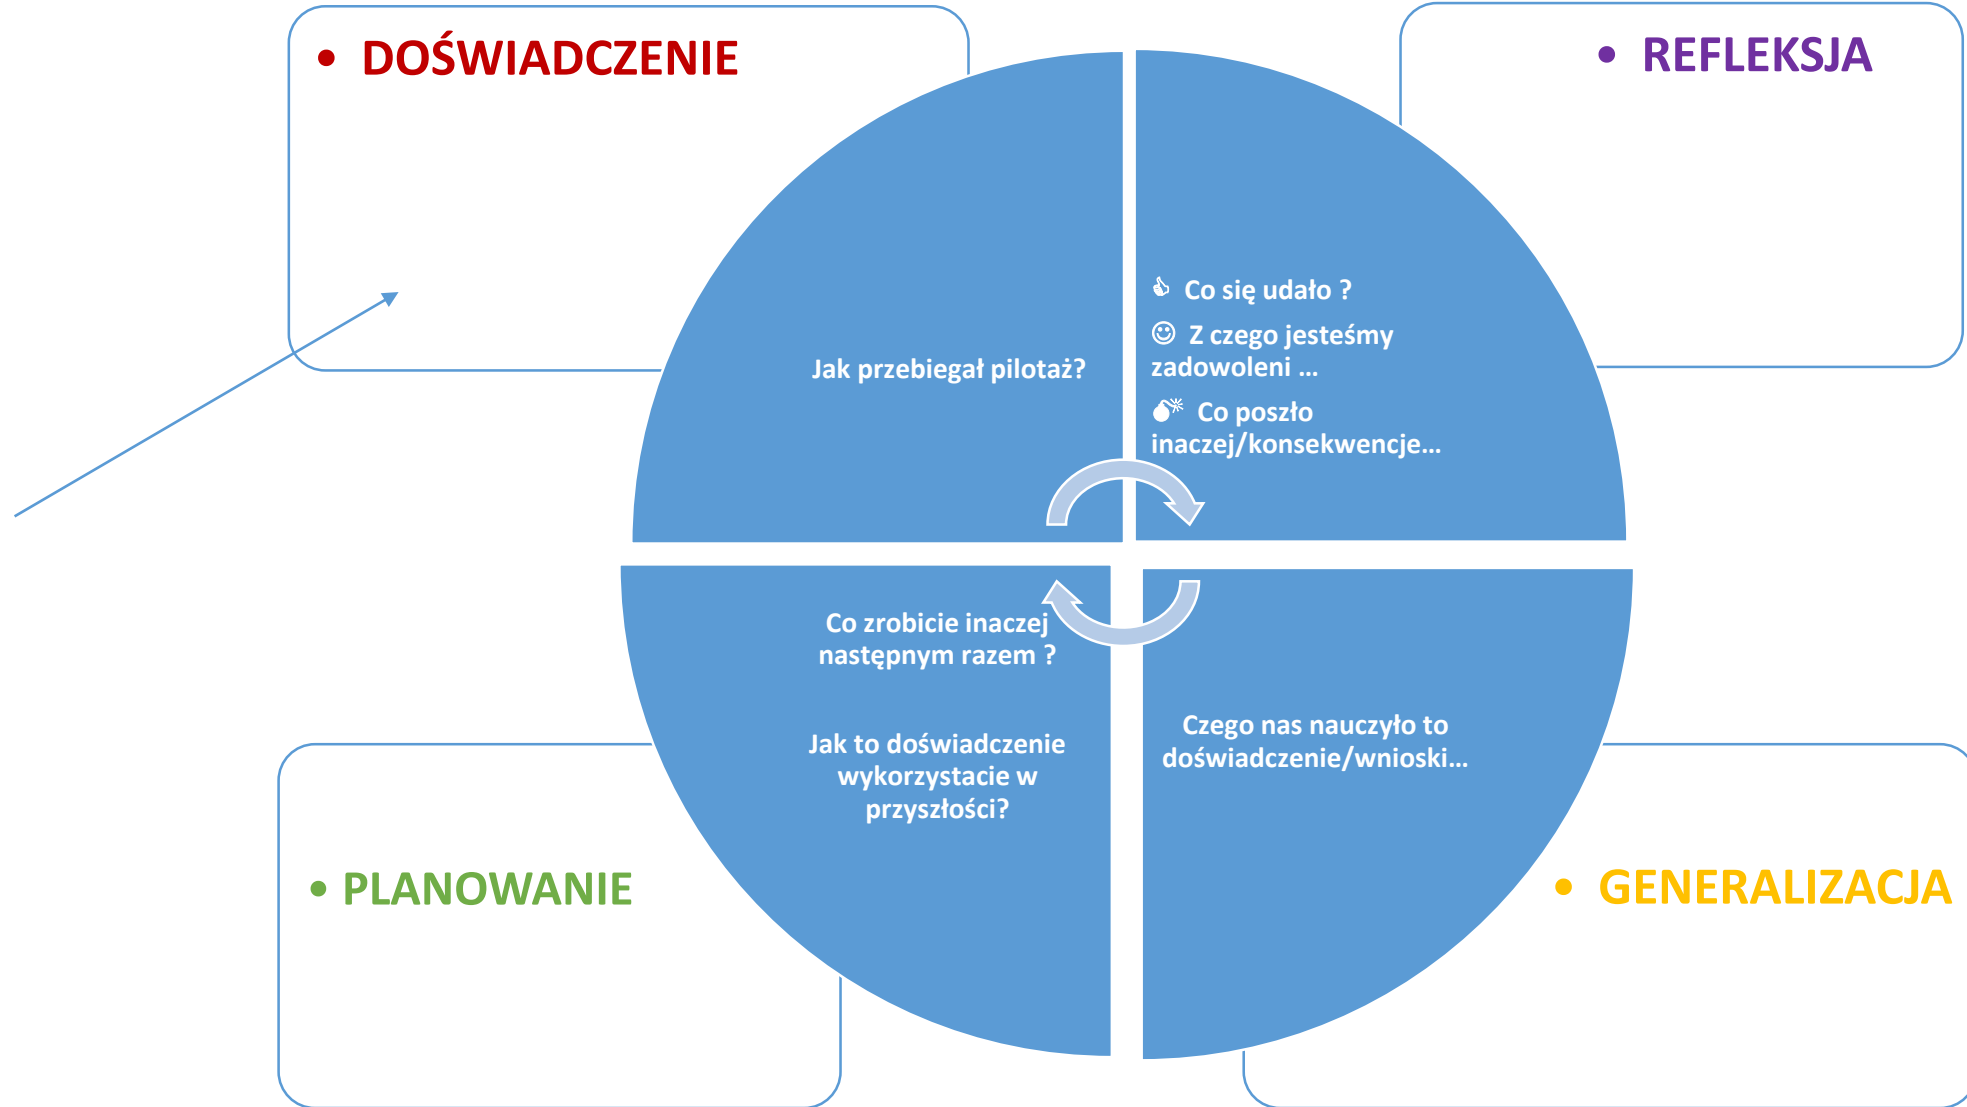 • DOŚWIADCZENIE
• REFLEKSJA
Jak przebiegał pilotaż?
👍 Co się udało ?
☺ Z czego jesteśmy
zadowoleni ...
💣 Co poszło
inaczej/konsekwencje...
Co zrobicie inaczej
następnym razem ?
Jak to doświadczenie
wykorzystacie w
przyszłości?
Czego nas nauczyło to
doświadczenie/wnioski...
• PLANOWANIE
• GENERALIZACJA